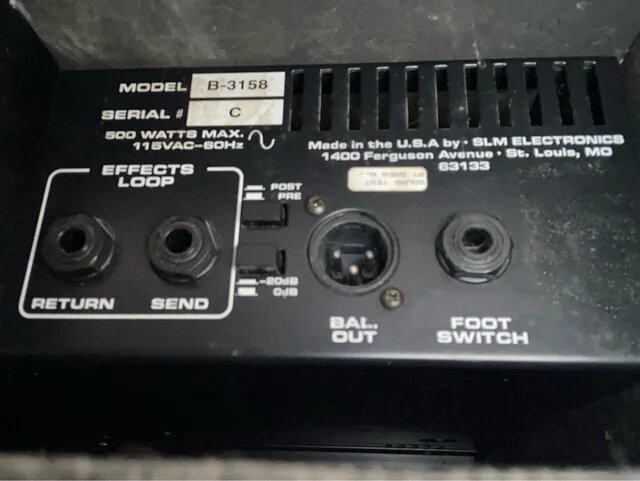 MODEL B-3158
SERIAL # C
500 WATTS MAX.
115VAC-60Hz
Made in the U.S.A by • SLM ELECTRONICS
1400 Ferguson Avenue • St. Louis, MO
63133
EFFECTS
LOOP
POST
PRE
-20dB
0dB
RETURN
SEND
BAL.
OUT
FOOT
SWITCH